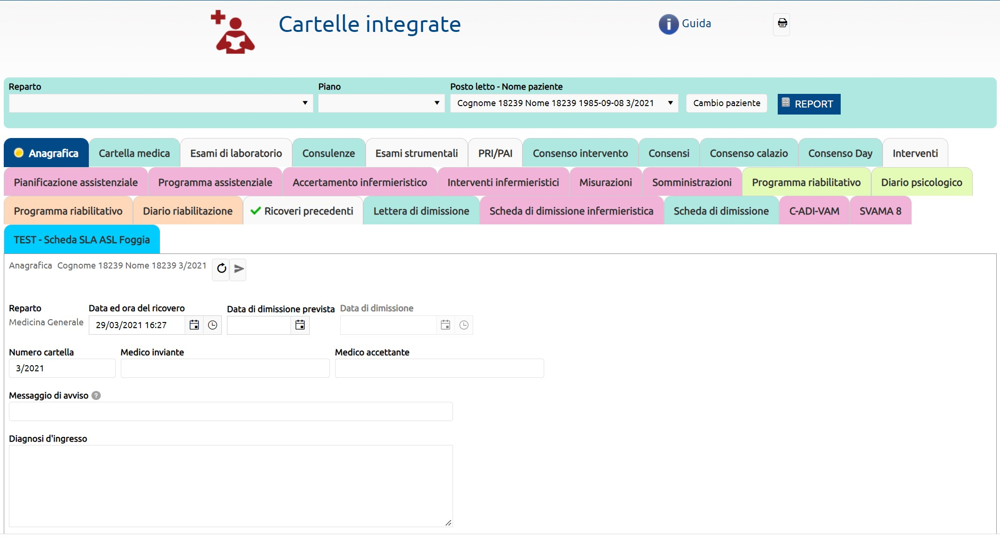 Cartelle integrate
Guida
Reparto
Piano
Posto letto - Nome paziente
Cognome 18239 Nome 18239 1985-09-08 3/2021
Cambio paziente
REPORT
Anagrafica
Cartella medica
Esami di laboratorio
Consulenze
Esami strumentali
PRI/PAI
Consenso intervento
Consensi
Consenso calazio
Consenso Day
Interventi
Pianificazione assistenziale
Programma assistenziale
Accertamento infermieristico
Interventi infermieristici
Misurazioni
Somministrazioni
Programma riabilitativo
Diario psicologico
Programma riabilitativo
Diario riabilitazione
Ricoveri precedenti
Lettera di dimissione
Scheda di dimissione infermieristica
Scheda di dimissione
C-ADI-VAM
SVAMA 8
TEST - Scheda SLA ASL Foggia
Anagrafica Cognome 18239 Nome 18239 3/2021
Reparto
Medicina Generale
Data ed ora del ricovero
29/03/2021 16:27
Data di dimissione prevista
Data di dimissione
Numero cartella
3/2021
Medico inviante
Medico accettante
Messaggio di avviso ?
Diagnosi d'ingresso